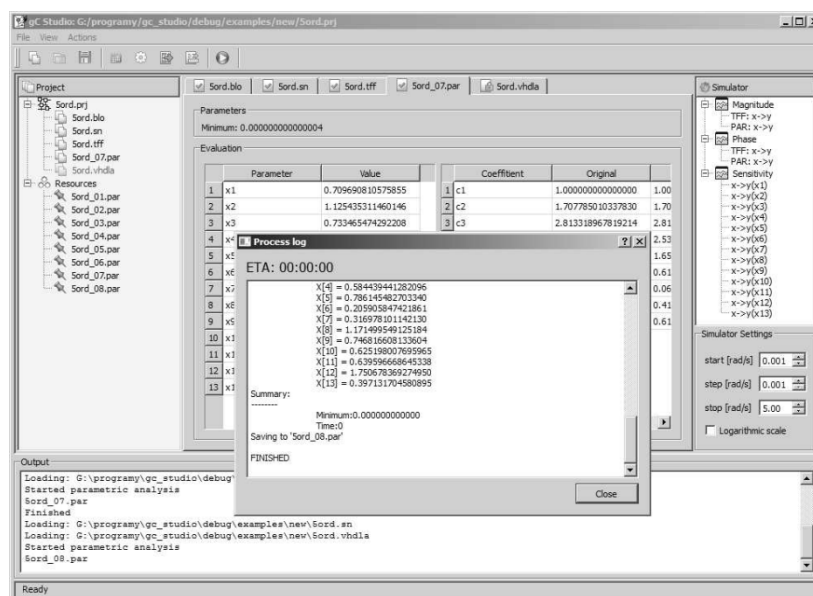 gC Studio: G:/programy/gc_studio/debug/examples/new/5ord.prj
File View Actions
Project
5ord.prj
5ord.blo
5ord.sn
5ord.tff
5ord_07.par
5ord.vhdla
Resources
5ord_01.par
5ord_02.par
5ord_03.par
5ord_04.par
5ord_05.par
5ord_06.par
5ord_07.par
5ord_08.par
5ord.blo 5ord.sn 5ord.tff 5ord_07.par 5ord.vhdla
Parameters
Minimum: 0.000000000000004
Evaluation
Parameter Value Coeffitient Original
1 x1 0.709690810575855 1 c1 1.000000000000000 1.00
2 x2 1.125435311460146 2 c2 1.707785010337830 1.70
3 x3 0.733465474292208 3 c3 2.813318967819214 2.81
4 2.53
5 1.65
6 0.61
7 0.06
8 0.41
9 0.61
10 x1
11 x1
12 x1
13 x1
Process log
ETA: 00:00:00
X[4] = 0.584439441282096
X[5] = 0.786145482703340
X[6] = 0.205905847421861
X[7] = 0.316978101142130
X[8] = 1.171499549125184
X[9] = 0.746816608133604
X[10] = 0.625198007695965
X[11] = 0.639596668645338
X[12] = 1.750678369274950
X[13] = 0.397131704580895
Summary:
--------
Minimum:0.000000000000
Time:0
Saving to '5ord_08.par'
FINISHED
Close
Simulator
Magnitude
TFF: x->y
PAR: x->y
Phase
TFF: x->y
PAR: x->y
Sensitivity
x->y(x1)
x->y(x2)
x->y(x3)
x->y(x4)
x->y(x5)
x->y(x6)
x->y(x7)
x->y(x8)
x->y(x9)
x->y(x10)
x->y(x11)
x->y(x12)
x->y(x13)
Simulator Settings
start [rad/s] 0.001
step [rad/s] 0.001
stop [rad/s] 5.00
Logarithmic scale
Output
Loading: G:\programy\gc_studio\debug\
Started parametric analysis
5ord_07.par
Finished
Loading: G:\programy\gc_studio\debug\examples\new\5ord.sn
Loading: G:\programy\gc_studio\debug\examples\new\5ord.vhdla
Started parametric analysis
5ord_08.par
Ready